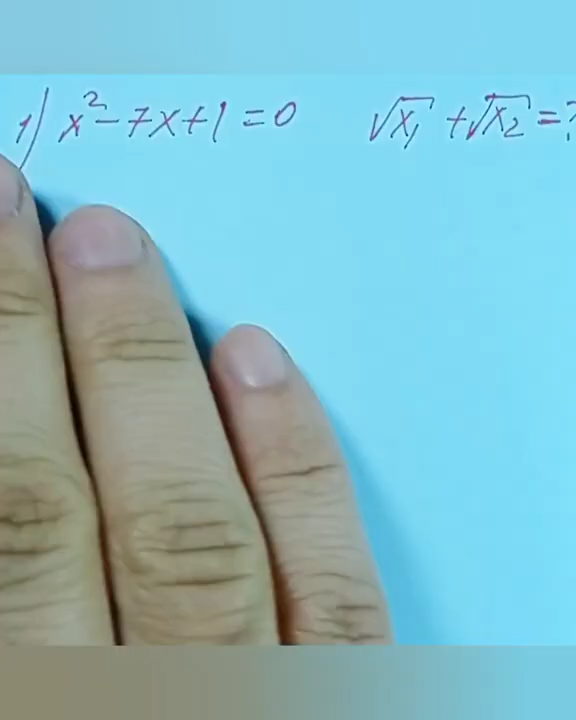 1) x²-7x+1=0 √x₁+√x₂=?